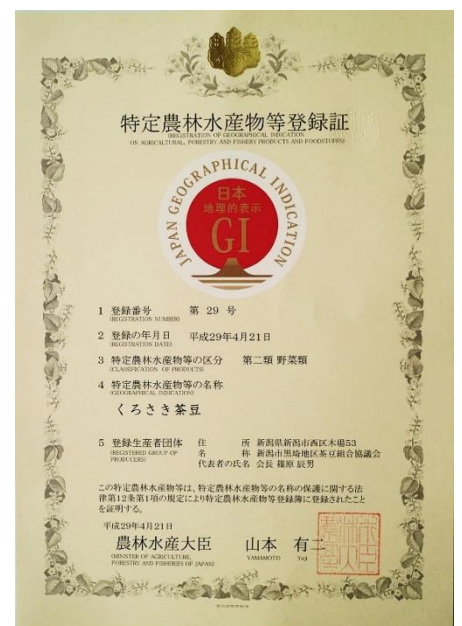 特定農林水産物等登録証
(REGISTRATION OF GEOGRAPHICAL INDICATION
ON AGRICULTURAL, FORESTRY AND FISHERY PRODUCTS AND FOODSTUFFS)
JAPAN GEOGRAPHICAL INDICATION
日本
地理的表示
GI
1 登録番号 第 29 号
(REGISTRATION NUMBER)
2 登録の年月日 平成29年4月21日
(REGISTRATION DATE)
3 特定農林水産物等の区分 第二類 野菜類
(CLASSIFICATION OF PRODUCTS)
4 特定農林水産物等の名称
(GEOGRAPHICAL INDICATION)
くろさき茶豆
5 登録生産者団体 住 所 新潟県新潟市西区木場53
(REGISTERED GROUP OF PRODUCERS) 名 称 新潟市黒埼地区茶豆組合協議会
代表者の氏名 会長 篠原 辰男
この特定農林水産物等は、特定農林水産物等の名称の保護に関する法
律第12条第1項の規定により特定農林水産物等登録簿に登録されたこと
を証明する。
平成29年4月21日
農林水産大臣 山本 有二
(MINISTER OF AGRICULTURE, YAMAMOTO Yuji
FORESTRY AND FISHERIES OF JAPAN)